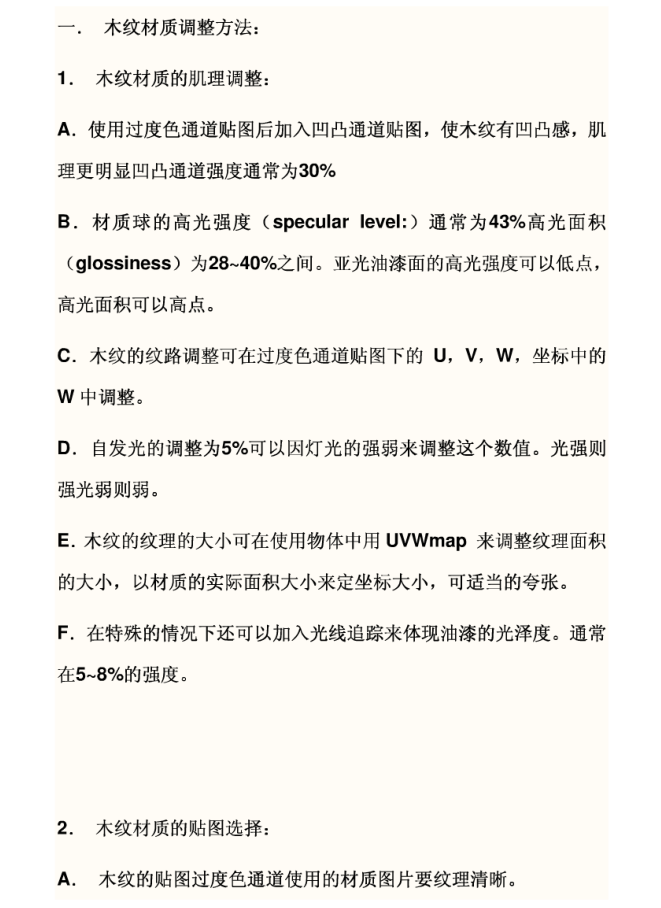 一． 木纹材质调整方法：
1． 木纹材质的肌理调整：
A．使用过度色通道贴图后加入凹凸通道贴图，使木纹有凹凸感，肌
理更明显凹凸通道强度通常为30%
B．材质球的高光强度（specular level:）通常为43%高光面积
（glossiness）为28~40%之间。亚光油漆面的高光强度可以低点，
高光面积可以高点。
C．木纹的纹路调整可在过度色通道贴图下的 U，V，W，坐标中的
W 中调整。
D．自发光的调整为5%可以因灯光的强弱来调整这个数值。光强则
强光弱则弱。
E．木纹的纹理的大小可在使用物体中用 UVWmap 来调整纹理面积
的大小，以材质的实际面积大小来定坐标大小，可适当的夸张。
F．在特殊的情况下还可以加入光线追踪来体现油漆的光泽度。通常
在5~8%的强度。
2． 木纹材质的贴图选择：
A． 木纹的贴图过度色通道使用的材质图片要纹理清晰。